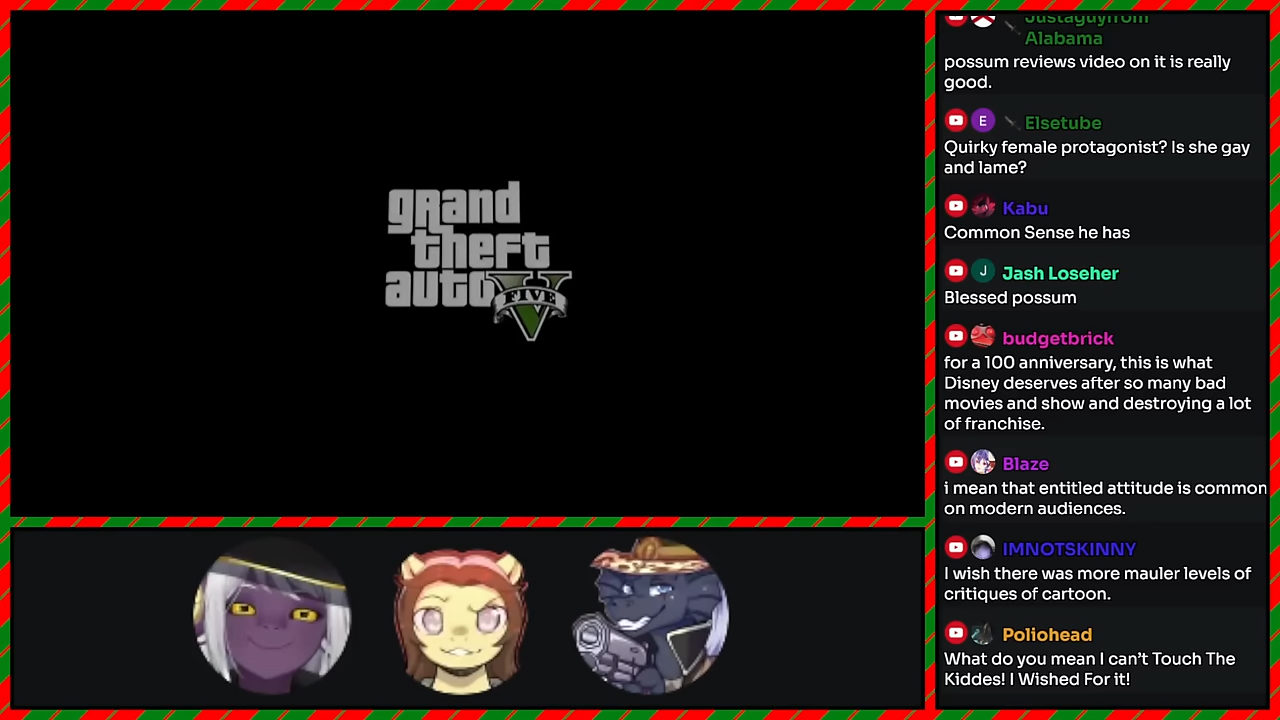 grand
theft
auto V
FIVE
Justaguyfrom
Alabama
possum reviews video on it is really
good.
E
Elsetube
Quirky female protagonist? Is she gay
and lame?
Kabu
Common Sense he has
J
Jash Loseher
Blessed possum
budgetbrick
for a 100 anniversary, this is what
Disney deserves after so many bad
movies and show and destroying a lot
of franchise.
Blaze
i mean that entitled attitude is common
on modern audiences.
IMNOTSKINNY
I wish there was more mauler levels of
critiques of cartoon.
Poliohead
What do you mean I can’t Touch The
Kiddes! I Wished For it!